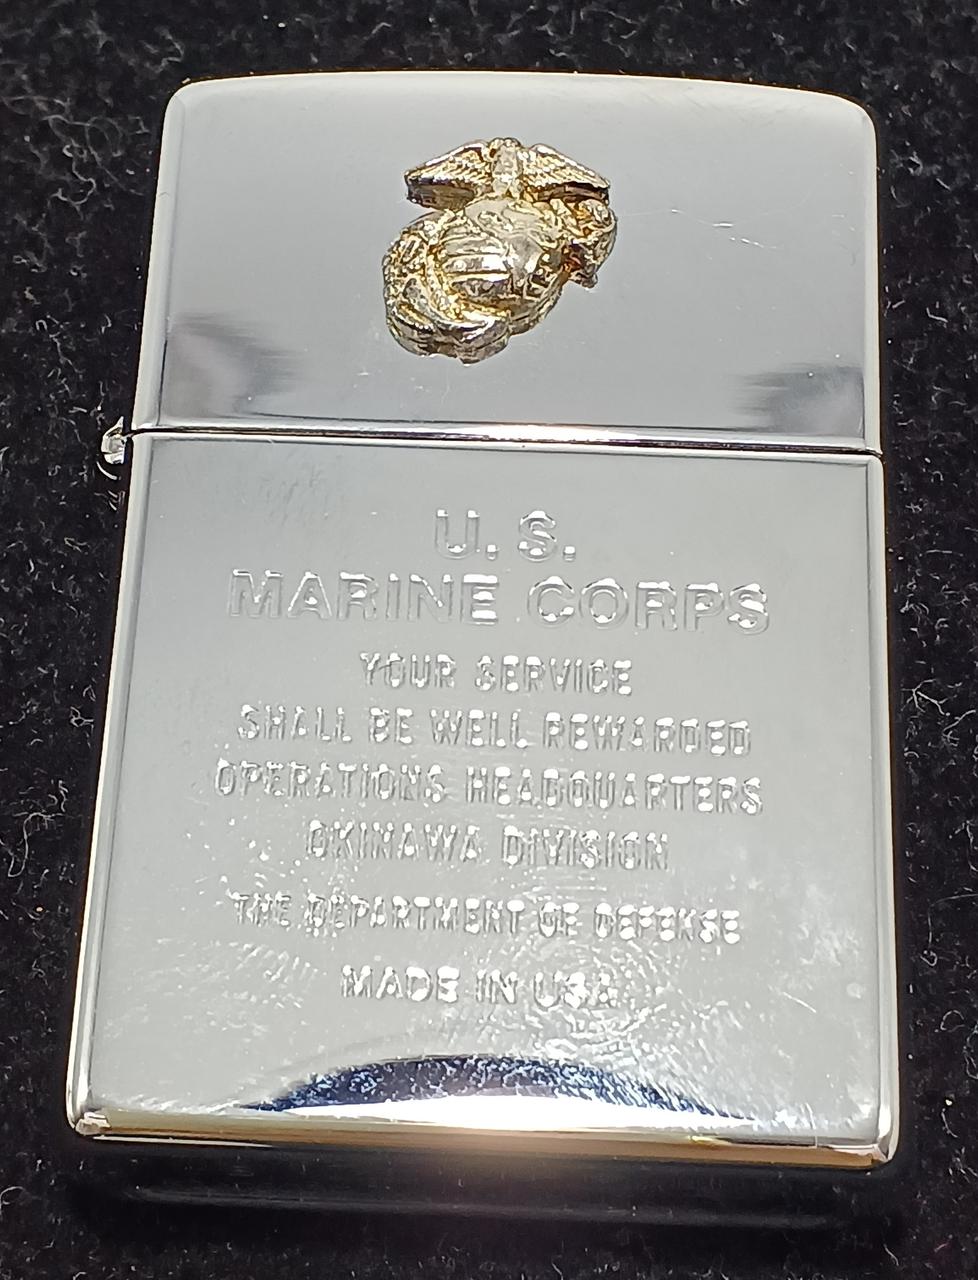 U.S.
MARINE CORPS
YOUR SERVICE
SHALL BE WELL REWARDED
OPERATIONS HEADQUARTERS
OKINAWA DIVISION
THE DEPARTMENT OF DEFENSE
MADE IN USA